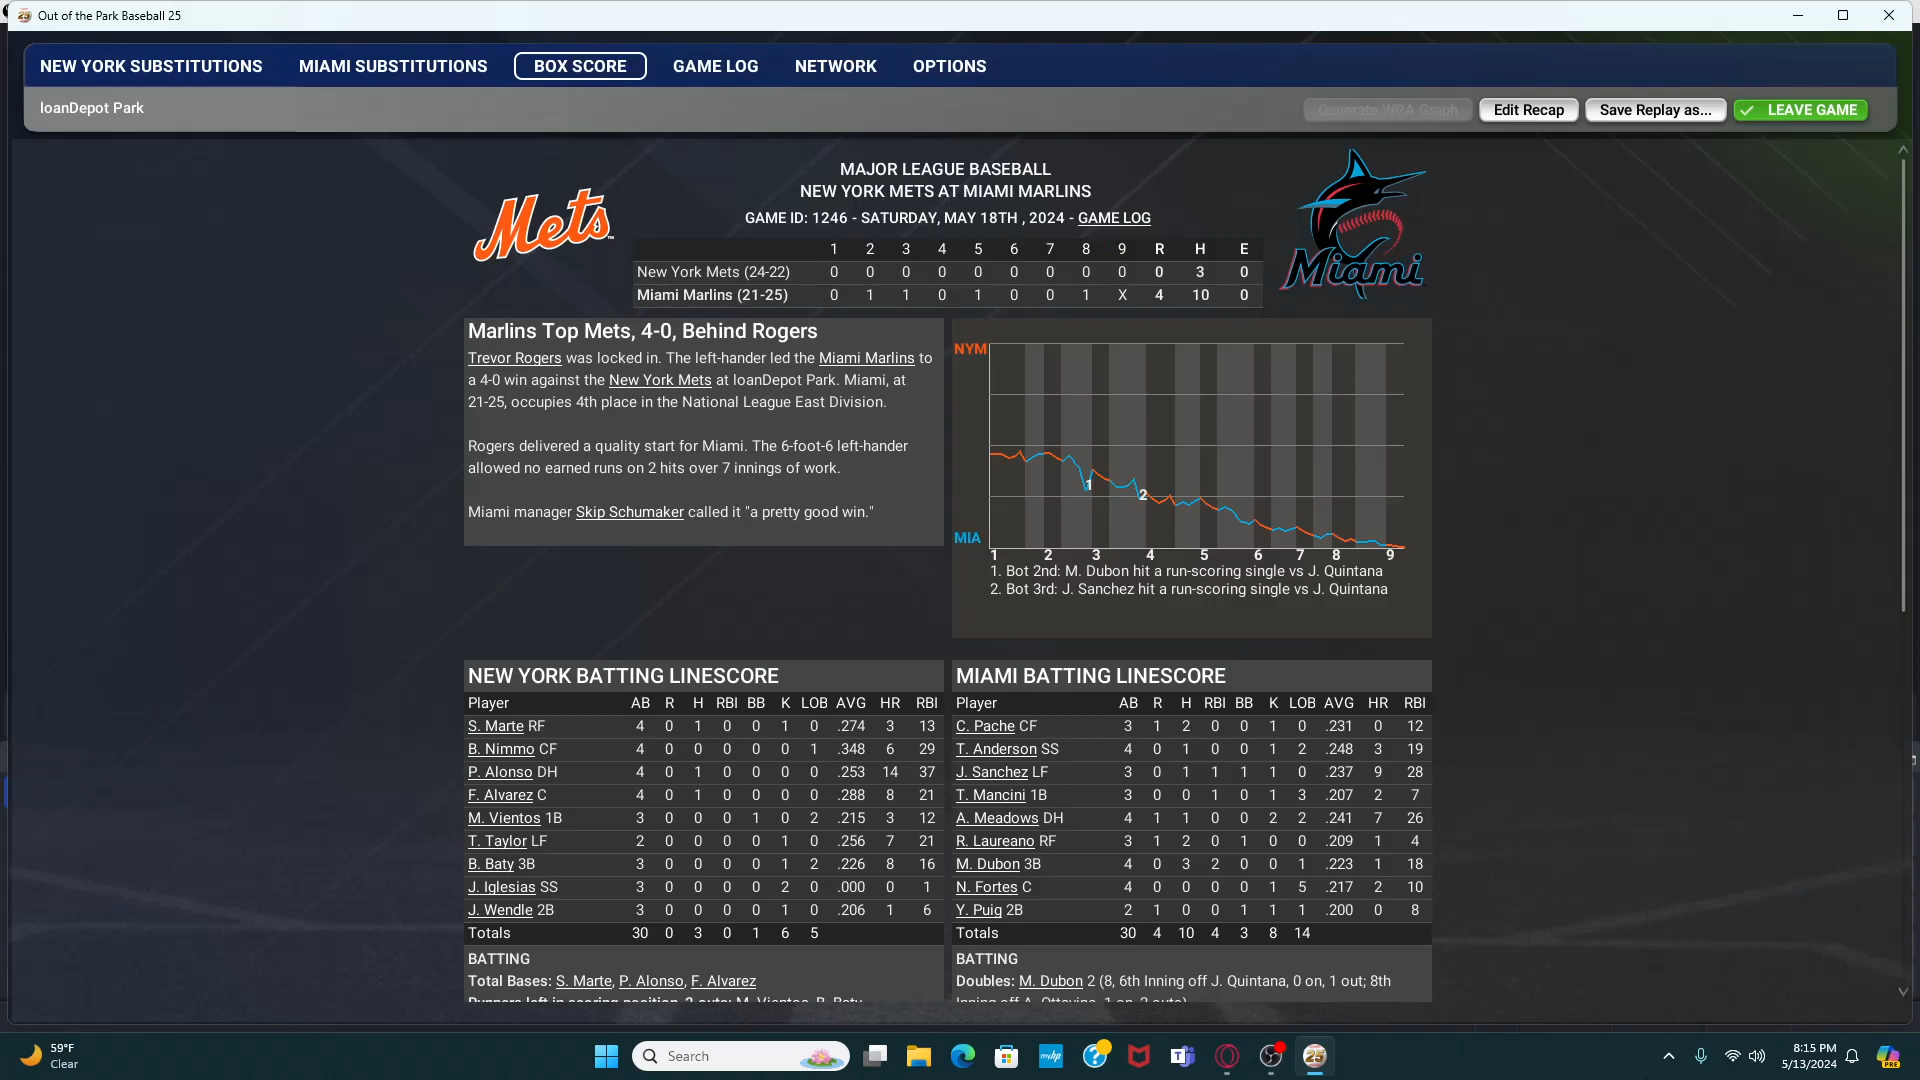 Out of the Park Baseball 25
NEW YORK SUBSTITUTIONS MIAMI SUBSTITUTIONS BOX SCORE GAME LOG NETWORK OPTIONS
loanDepot Park
Generate WPA Graph Edit Recap Save Replay as... LEAVE GAME
MAJOR LEAGUE BASEBALL
NEW YORK METS AT MIAMI MARLINS
GAME ID: 1246 - SATURDAY, MAY 18TH , 2024 - GAME LOG
Mets
Miami
1 2 3 4 5 6 7 8 9 R H E
New York Mets (24-22) 0 0 0 0 0 0 0 0 0 0 3 0
Miami Marlins (21-25) 0 1 1 0 1 0 0 1 X 4 10 0
Marlins Top Mets, 4-0, Behind Rogers
Trevor Rogers was locked in. The left-hander led the Miami Marlins to
a 4-0 win against the New York Mets at loanDepot Park. Miami, at
21-25, occupies 4th place in the National League East Division.
Rogers delivered a quality start for Miami. The 6-foot-6 left-hander
allowed no earned runs on 2 hits over 7 innings of work.
Miami manager Skip Schumaker called it "a pretty good win."
NYM
1
2
MIA
1 2 3 4 5 6 7 8 9
1. Bot 2nd: M. Dubon hit a run-scoring single vs J. Quintana
2. Bot 3rd: J. Sanchez hit a run-scoring single vs J. Quintana
NEW YORK BATTING LINESCORE
Player AB R H RBI BB K LOB AVG HR RBI
S. Marte RF 4 0 1 0 0 1 0 .274 3 13
B. Nimmo CF 4 0 0 0 0 0 1 .348 6 29
P. Alonso DH 4 0 1 0 0 0 0 .253 14 37
F. Alvarez C 4 0 1 0 0 0 0 .288 8 21
M. Vientos 1B 3 0 0 0 1 0 2 .215 3 12
T. Taylor LF 2 0 0 0 0 1 0 .256 7 21
B. Baty 3B 3 0 0 0 0 1 2 .226 8 16
J. Iglesias SS 3 0 0 0 0 2 0 .000 0 1
J. Wendle 2B 3 0 0 0 0 1 0 .206 1 6
Totals 30 0 3 0 1 6 5
BATTING
Total Bases: S. Marte, P. Alonso, F. Alvarez
Runners left in scoring position, 2 outs: M. Vientos, B. Baty
MIAMI BATTING LINESCORE
Player AB R H RBI BB K LOB AVG HR RBI
C. Pache CF 3 1 2 0 0 1 0 .231 0 12
T. Anderson SS 4 0 1 0 0 1 2 .248 3 19
J. Sanchez LF 3 0 1 1 1 1 0 .237 9 28
T. Mancini 1B 3 0 0 1 0 1 3 .207 2 7
A. Meadows DH 4 1 1 0 0 2 2 .241 7 26
R. Laureano RF 3 1 2 0 1 0 0 .209 1 4
M. Dubon 3B 4 0 3 2 0 0 1 .223 1 18
N. Fortes C 4 0 0 0 0 1 5 .217 2 10
Y. Puig 2B 2 1 0 0 1 1 1 .200 0 8
Totals 30 4 10 4 3 8 14
BATTING
Doubles: M. Dubon 2 (8, 6th Inning off J. Quintana, 0 on, 1 out; 8th
Inning off A. Ottavino, 1 on, 2 outs)
59°F
Clear
Search
8:15 PM
5/13/2024